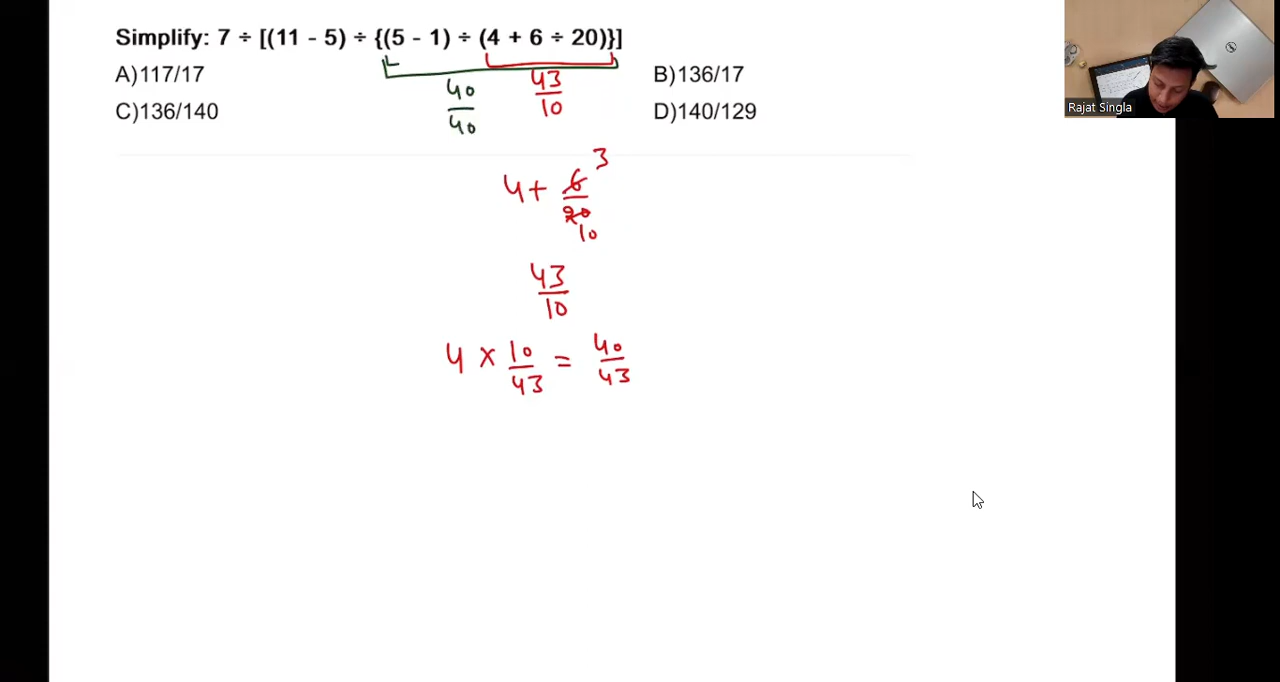 Simplify: 7 ÷ [(11 - 5) ÷ {(5 - 1) ÷ (4 + 6 ÷ 20)}]
A)117/17
B)136/17
C)136/140
D)140/129
40/40
43/10
4 + 6/20
3
10
43/10
4 × 10/43 = 40/43
Rajat Singla